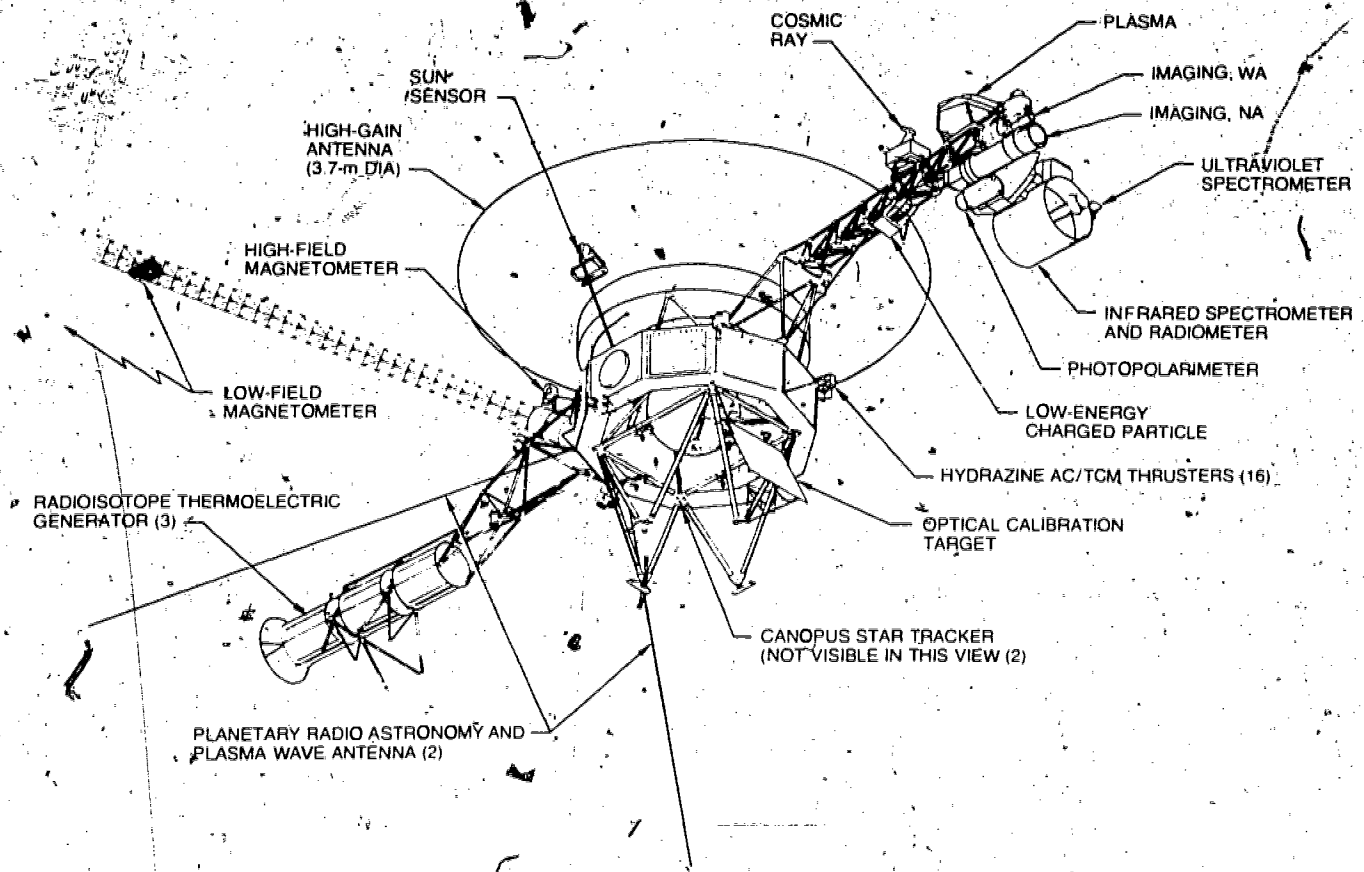 COSMIC
RAY
PLASMA
SUN
SENSOR
IMAGING, WA
IMAGING, NA
HIGH-GAIN
ANTENNA
(3.7-m DIA)
ULTRAVIOLET
SPECTROMETER
HIGH-FIELD
MAGNETOMETER
INFRARED SPECTROMETER
AND RADIOMETER
PHOTOPOLARIMETER
LOW-FIELD
MAGNETOMETER
LOW-ENERGY
CHARGED PARTICLE
HYDRAZINE AC/TCM THRUSTERS (16)
RADIOISOTOPE THERMOELECTRIC
GENERATOR (3)
OPTICAL CALIBRATION
TARGET
CANOPUS STAR TRACKER
(NOT VISIBLE IN THIS VIEW (2)
PLANETARY RADIO ASTRONOMY AND
PLASMA WAVE ANTENNA (2)